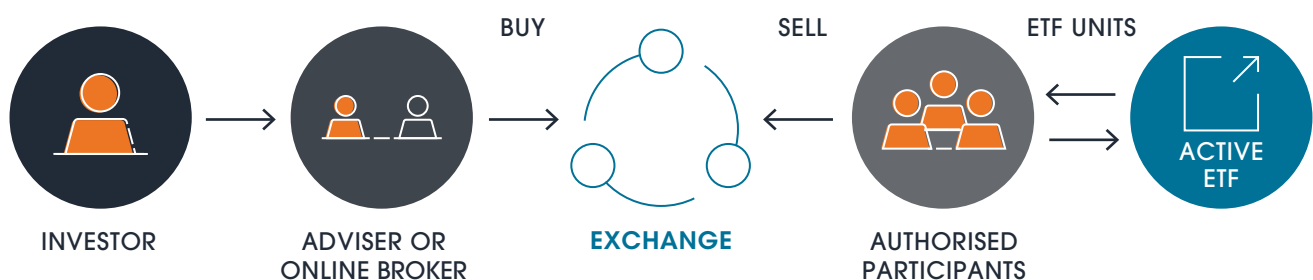 BUY
SELL
ETF UNITS
ACTIVE
ETF
INVESTOR
ADVISER OR
ONLINE BROKER
EXCHANGE
AUTHORISED
PARTICIPANTS